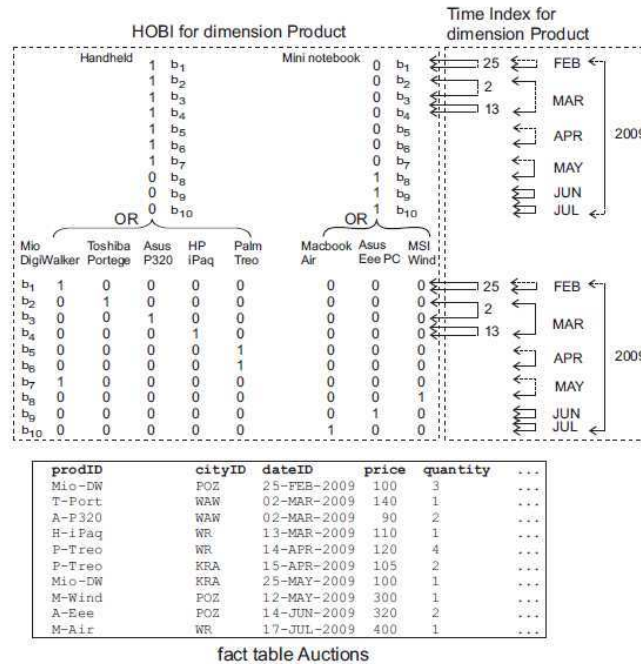 HOBI for dimension Product
Time Index for
dimension Product
Handheld 1 b1 Mini notebook 0 b1 25 FEB
1 b2 0 b2 2
1 b3 0 b3 MAR
1 b4 0 b4 13
1 b5 0 b5 APR 2009
1 b6 0 b6
1 b7 0 b7 MAY
0 b8 1 b8
0 b9 1 b9 JUN
0 b10 1 b10 JUL
OR OR
Mio Toshiba Asus HP Palm Macbook Asus MSI
DigiWalker Portege P320 iPaq Treo Air Eee PC Wind
b1 1 0 0 0 0 0 0 0 25 FEB
b2 0 1 0 0 0 0 0 0 2
b3 0 0 1 0 0 0 0 0 MAR
b4 0 0 0 1 0 0 0 0 13
b5 0 0 0 0 1 0 0 0 APR 2009
b6 0 0 0 0 1 0 0 0
b7 1 0 0 0 0 0 0 0 MAY
b8 0 0 0 0 0 0 0 1
b9 0 0 0 0 0 0 1 0 JUN
b10 0 0 0 0 0 1 0 0 JUL
prodID cityID dateID price quantity ...
Mio-DW POZ 25-FEB-2009 100 3 ...
T-Port WAW 02-MAR-2009 140 1 ...
A-P320 WAW 02-MAR-2009 90 2 ...
H-iPaq WR 13-MAR-2009 110 1 ...
P-Treo WR 14-APR-2009 120 4 ...
P-Treo KRA 15-APR-2009 105 2 ...
Mio-DW KRA 25-MAY-2009 100 1 ...
M-Wind POZ 12-MAY-2009 300 1 ...
A-Eee POZ 14-JUN-2009 320 2 ...
M-Air WR 17-JUL-2009 400 1 ...
fact table Auctions